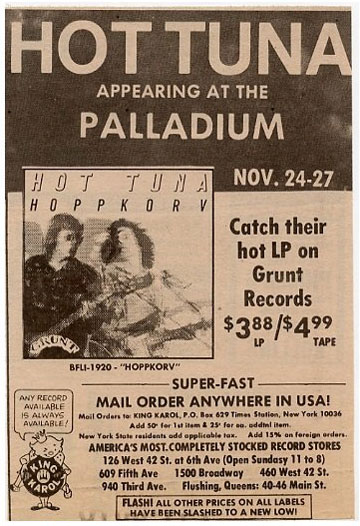 HOT TUNA
APPEARING AT THE
PALLADIUM
NOV. 24-27
HOT TUNA
HOPPKORV
GRUNT
BFLI-1920 - "HOPPKORV"
Catch their
hot LP on
Grunt
Records
$3.88/$4.99
LP TAPE
SUPER-FAST
MAIL ORDER ANYWHERE IN USA!
Mail Orders to: KING KAROL, P.O. Box 629 Times Station, New York 10036
Add 50¢ for 1st item & 25¢ for ea. addtnl item.
New York State residents add applicable tax. Add 15% on foreign orders.
AMERICA'S MOST COMPLETELY STOCKED RECORD STORES
126 West 42 St. at 6th Ave (Open Sundasy 11 to 8)
609 Fifth Ave 1500 Broadway 460 West 42 St.
940 Third Ave. Flushing, Queens: 40-46 Main St.
FLASH! ALL OTHER PRICES ON ALL LABELS
HAVE BEEN SLASHED TO A NEW LOW!
ANY RECORD
AVAILABLE
IS ALWAYS
AVAILABLE!
KING
KAROL